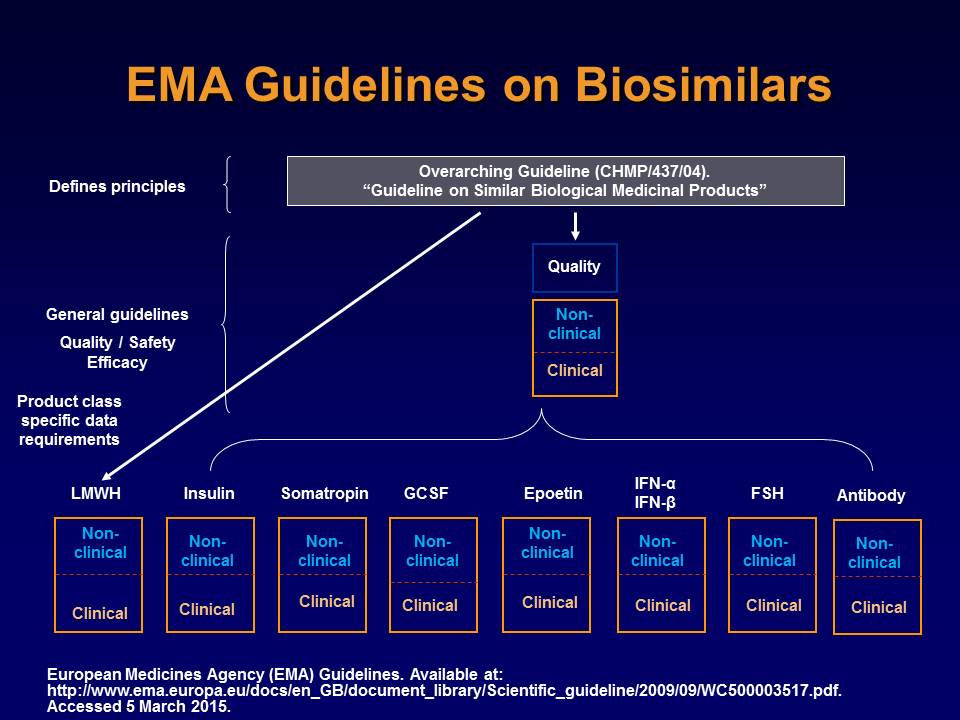 EMA Guidelines on Biosimilars
Defines principles
Overarching Guideline (CHMP/437/04).
“Guideline on Similar Biological Medicinal Products”
Quality
General guidelines
Quality / Safety
Efficacy
Non-
clinical
Clinical
Product class
specific data
requirements
LMWH
Non-
clinical
Clinical
Insulin
Non-
clinical
Clinical
Somatropin
Non-
clinical
Clinical
GCSF
Non-
clinical
Clinical
Epoetin
Non-
clinical
Clinical
IFN-α
IFN-β
Non-
clinical
Clinical
FSH
Non-
clinical
Clinical
Antibody
Non-
clinical
Clinical
European Medicines Agency (EMA) Guidelines. Available at:
http://www.ema.europa.eu/docs/en_GB/document_library/Scientific_guideline/2009/09/WC500003517.pdf.
Accessed 5 March 2015.